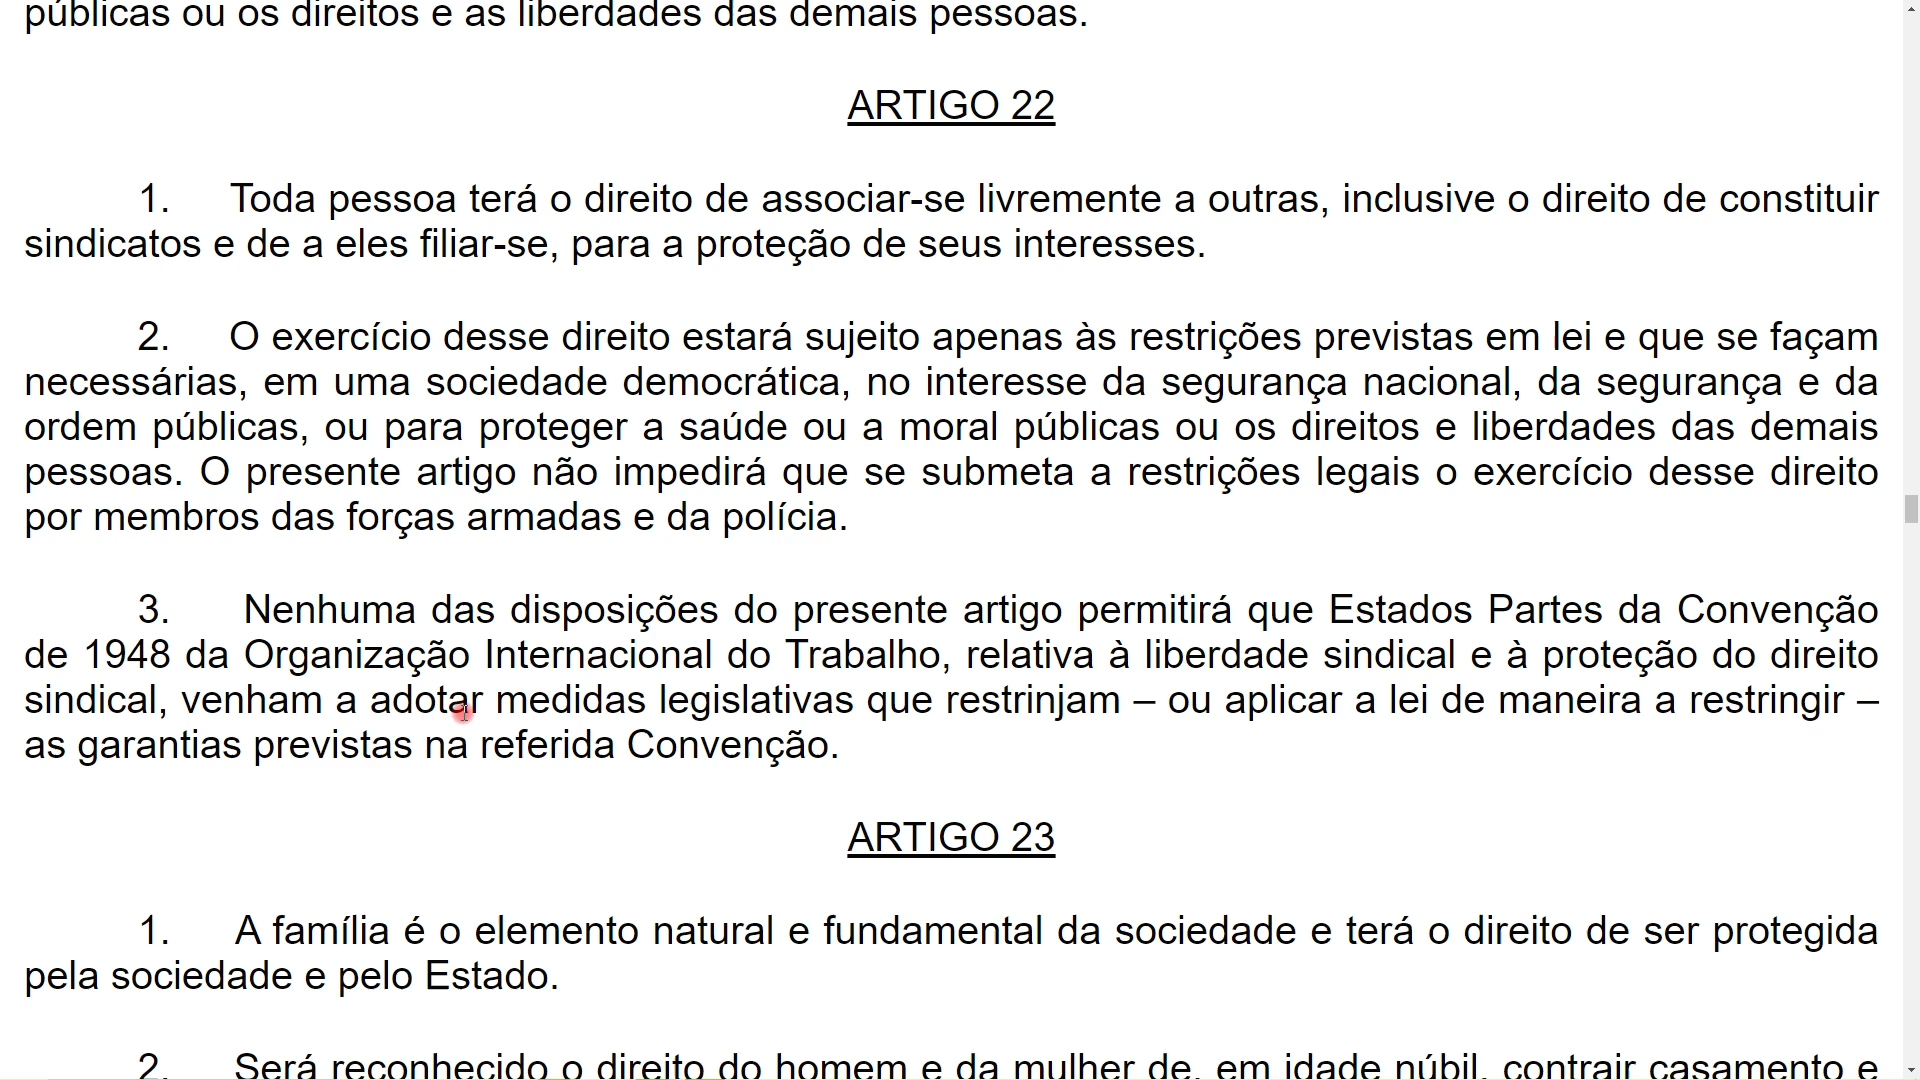 públicas ou os direitos e as liberdades das demais pessoas.
ARTIGO 22
1. Toda pessoa terá o direito de associar-se livremente a outras, inclusive o direito de constituir
sindicatos e de a eles filiar-se, para a proteção de seus interesses.
2. O exercício desse direito estará sujeito apenas às restrições previstas em lei e que se façam
necessárias, em uma sociedade democrática, no interesse da segurança nacional, da segurança e da
ordem públicas, ou para proteger a saúde ou a moral públicas ou os direitos e liberdades das demais
pessoas. O presente artigo não impedirá que se submeta a restrições legais o exercício desse direito
por membros das forças armadas e da polícia.
3. Nenhuma das disposições do presente artigo permitirá que Estados Partes da Convenção
de 1948 da Organização Internacional do Trabalho, relativa à liberdade sindical e à proteção do direito
sindical, venham a adotar medidas legislativas que restrinjam – ou aplicar a lei de maneira a restringir –
as garantias previstas na referida Convenção.
ARTIGO 23
1. A família é o elemento natural e fundamental da sociedade e terá o direito de ser protegida
pela sociedade e pelo Estado.
2. Será reconhecido o direito do homem e da mulher de, em idade núbil, contrair casamento e